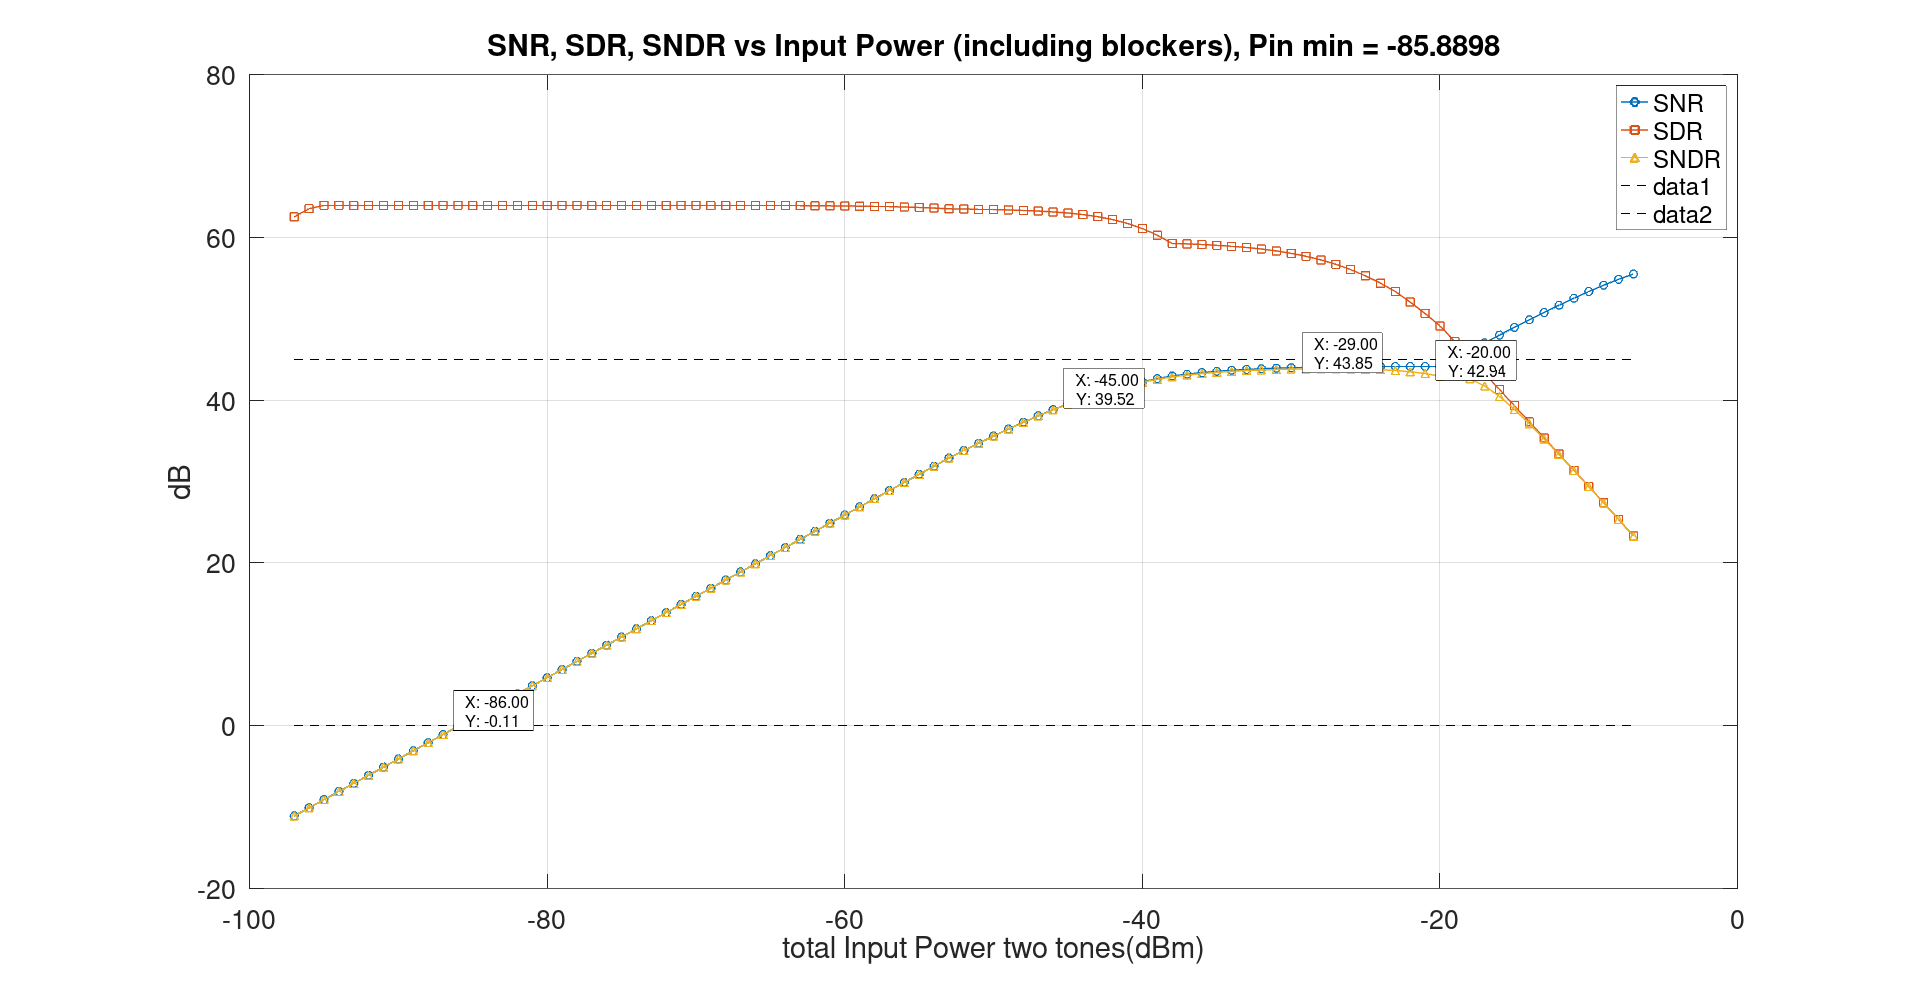 SNR, SDR, SNDR vs Input Power (including blockers), Pin min = -85.8898
80
60
40
20
0
-20
dB
-100
-80
-60
-40
-20
0
total Input Power two tones(dBm)
SNR
SDR
SNDR
data1
data2
X: -86.00
Y: -0.11
X: -45.00
Y: 39.52
X: -29.00
Y: 43.85
X: -20.00
Y: 42.94